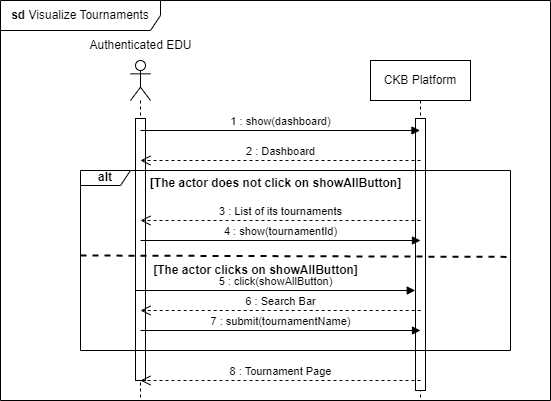 sd Visualize Tournaments
Authenticated EDU
CKB Platform
1 : show(dashboard)
2 : Dashboard
alt
[The actor does not click on showAllButton]
3 : List of its tournaments
4 : show(tournamentId)
[The actor clicks on showAllButton]
5 : click(showAllButton)
6 : Search Bar
7 : submit(tournamentName)
8 : Tournament Page